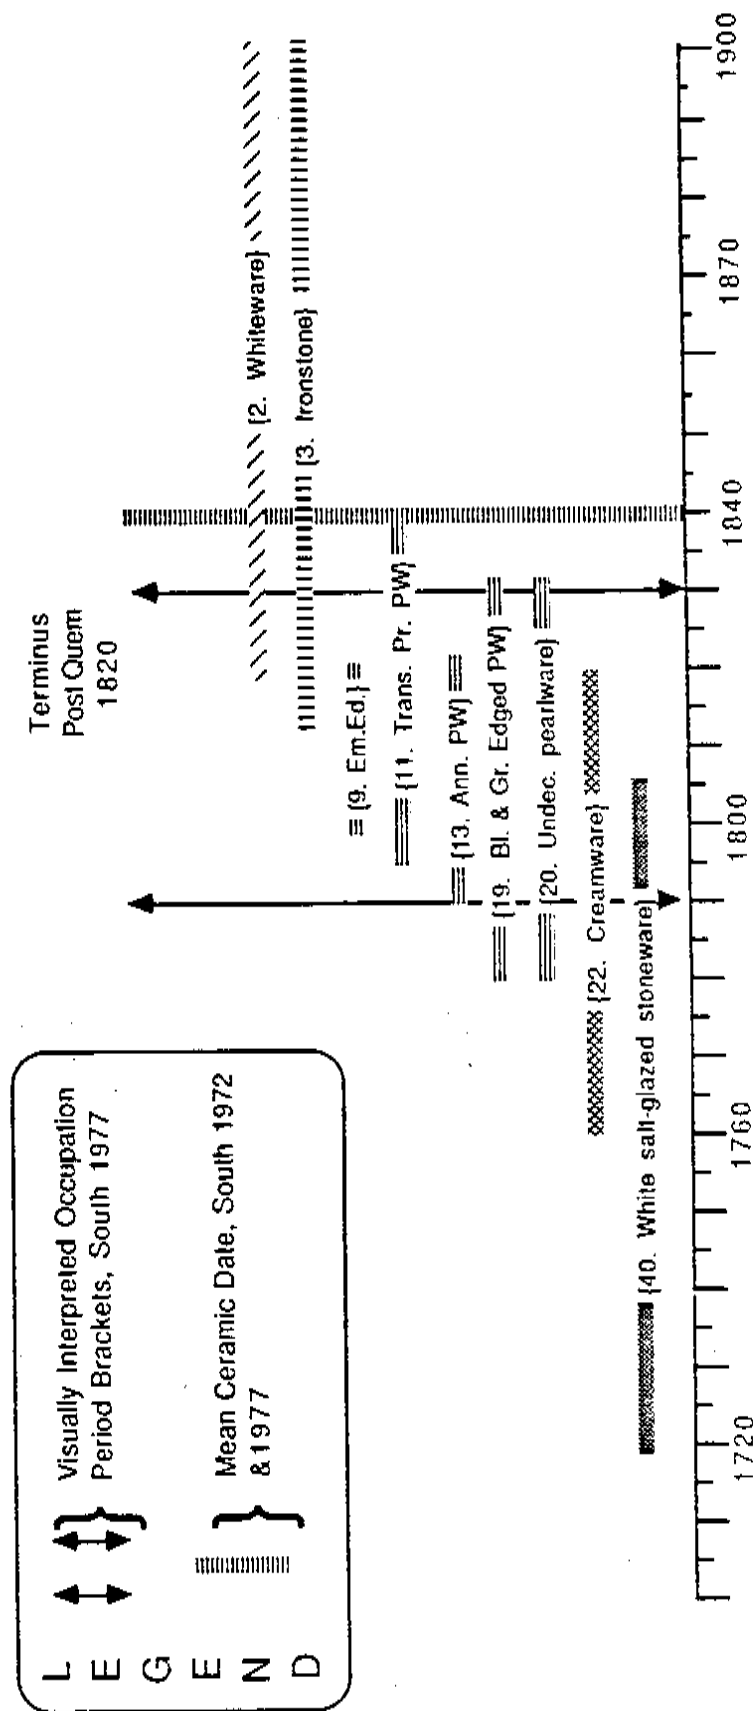 LEGEND
Visually Interpreted Occupation
Period Brackets, South 1977
Mean Ceramic Date, South 1972
&1977
Terminus
Post Quem
1820
{2. Whiteware}
{3. Ironstone}
{9. Em.Ed.}
{11. Trans. Pr. PW}
{13. Ann. PW}
{19. Bl. & Gr. Edged PW}
{20. Undec. pearlware}
{22. Creamware}
{40. White salt-glazed stoneware}
1720 1760 1800 1840 1870 1900